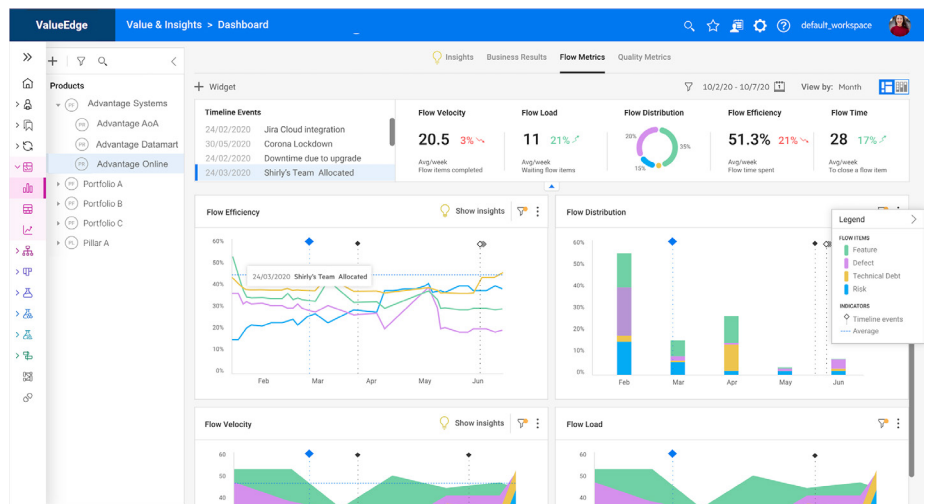 ValueEdge
Value & Insights > Dashboard
default_workspace
Insights Business Results Flow Metrics Quality Metrics
Products
Advantage Systems
Advantage AoA
Advantage Datamart
Advantage Online
Portfolio A
Portfolio B
Portfolio C
Pillar A
+ Widget
10/2/20 - 10/7/20
View by: Month
Timeline Events
24/02/2020 Jira Cloud integration
30/05/2020 Corona Lockdown
24/02/2020 Downtime due to upgrade
24/03/2020 Shirly's Team Allocated
Flow Velocity
20.5 3%
Avg/week
Flow items completed
Flow Load
11 21%
Avg/week
Waiting flow items
Flow Distribution
20%
35%
15%
Flow Efficiency
51.3% 21%
Avg/week
Flow time spent
Flow Time
28 17%
Avg/week
To close a flow item
Flow Efficiency
Show insights
60%
50%
40%
30%
20%
10%
0%
24/03/2020 Shirly's Team Allocated
Feb Mar Apr May Jun
Flow Distribution
60%
50%
40%
30%
20%
10%
0%
Feb Mar Apr May Jun
Legend
FLOW ITEMS
Feature
Defect
Technical Debt
Risk
INDICATORS
Timeline events
Average
Flow Velocity
Show insights
60
50
40
Flow Load
60
50
40